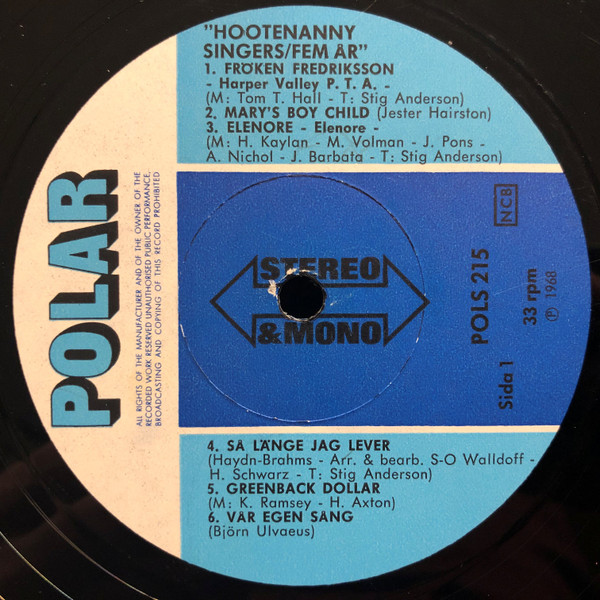 "HOOTENANNY
SINGERS/FEM ÅR"
1. FRÖKEN FREDRIKSSON
- Harper Valley P. T. A. -
(M: Tom T. Hall - T: Stig Anderson)
2. MARY'S BOY CHILD (Jester Hairston)
3. ELENORE - Elenore -
(M: H. Kaylan - M. Volman - J. Pons -
A. Nichol - J. Barbata - T: Stig Anderson)
POLAR
ALL RIGHTS OF THE MANUFACTURER AND OF THE OWNER OF THE
RECORDED WORK RESERVED UNAUTHORISED PUBLIC PERFORMANCE,
BROADCASTING AND COPYING OF THIS RECORD PROHIBITED
STEREO
& MONO
NCB
POLS 215
Sida 1
33 rpm
Ⓟ 1968
4. SÅ LÄNGE JAG LEVER
(Haydn-Brahms - Arr. & bearb. S-O Walldoff -
H. Schwarz - T: Stig Anderson)
5. GREENBACK DOLLAR
(M: K. Ramsey - H. Axton)
6. VÅR EGEN SÅNG
(Björn Ulvaeus)